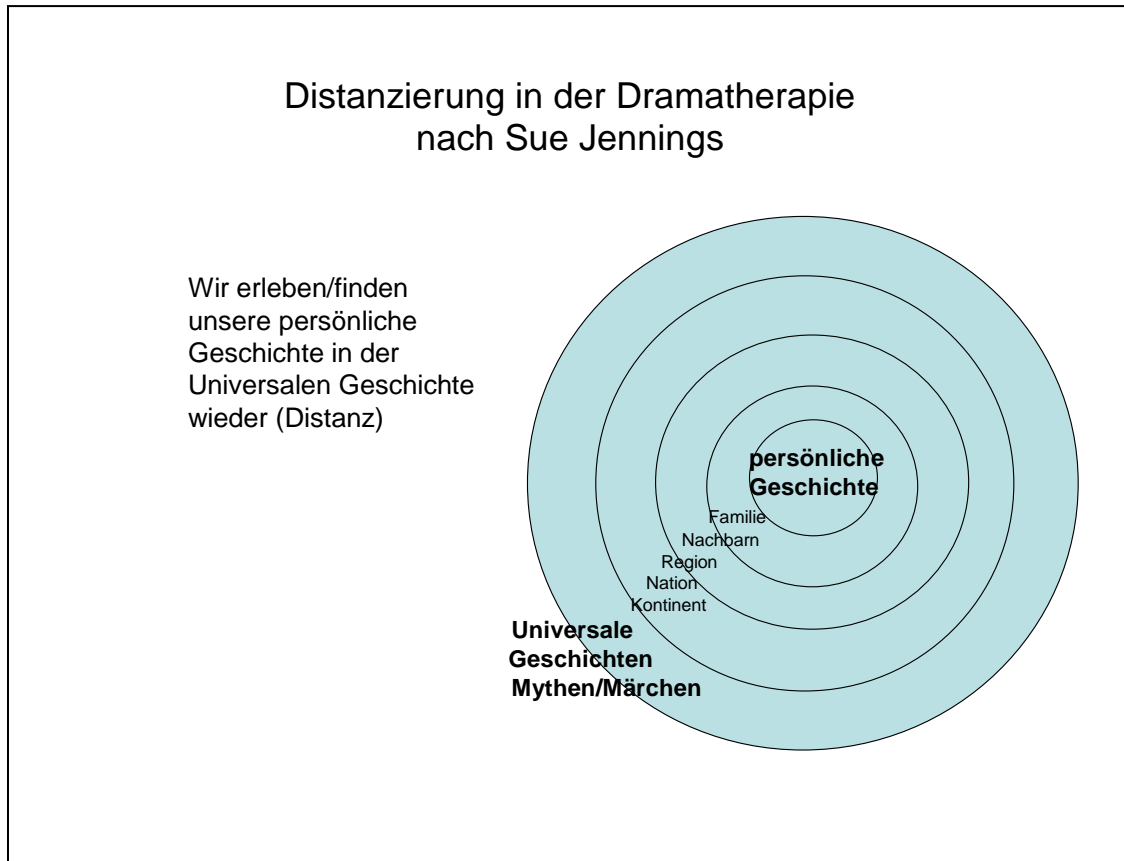 Distanzierung in der Dramatherapie
nach Sue Jennings
Wir erleben/finden
unsere persönliche
Geschichte in der
Universalen Geschichte
wieder (Distanz)
persönliche
Geschichte
Familie
Nachbarn
Region
Nation
Kontinent
Universale
Geschichten
Mythen/Märchen